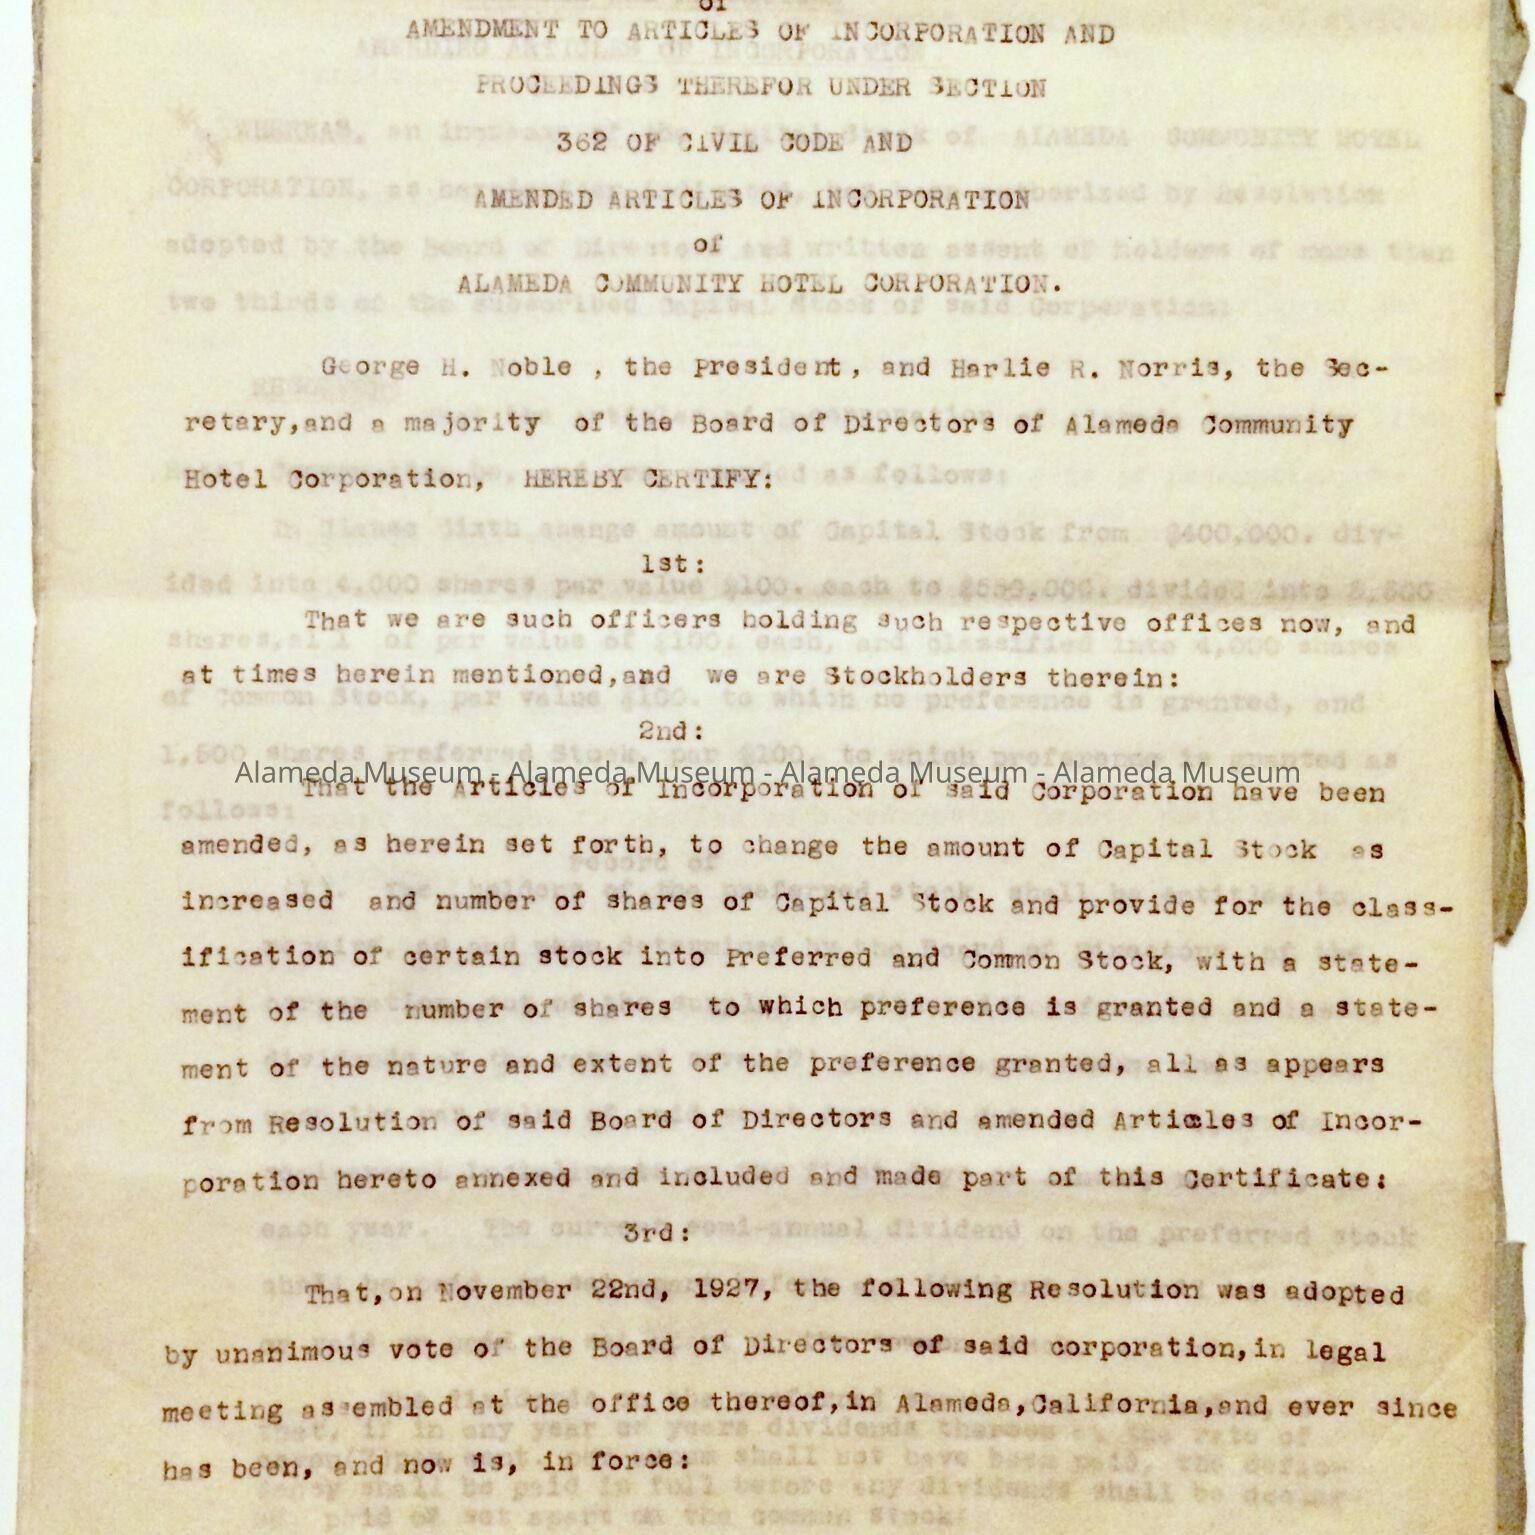 of
AMENDMENT TO ARTICLES OF INCORPORATION AND
PROCEEDINGS THEREFOR UNDER SECTION
362 OF CIVIL CODE AND
AMENDED ARTICLES OF INCORPORATION
of
ALAMEDA COMMUNITY HOTEL CORPORATION.
George H. Noble , the President, and Harlie R. Norris, the Sec-
retary,and a majority of the Board of Directors of Alameda Community
Hotel Corporation, HEREBY CERTIFY:
1st:
That we are such officers holding such respective offices now, and
at times herein mentioned,and we are Stockholders therein:
2nd:
Alameda Museum - Alameda Museum - Alameda Museum - Alameda Museum
That the Articles of Incorporation of said Corporation have been
amended, as herein set forth, to change the amount of Capital Stock as
increased and number of shares of Capital Stock and provide for the class-
ification of certain stock into Preferred and Common Stock, with a state-
ment of the number of shares to which preference is granted and a state-
ment of the nature and extent of the preference granted, all as appears
from Resolution of said Board of Directors and amended Articles of Incor-
poration hereto annexed and included and made part of this Certificate:
3rd:
That,on November 22nd, 1927, the following Resolution was adopted
by unanimous vote of the Board of Directors of said corporation,in legal
meeting assembled at the office thereof,in Alameda,California,and ever since
has been, and now is, in force: